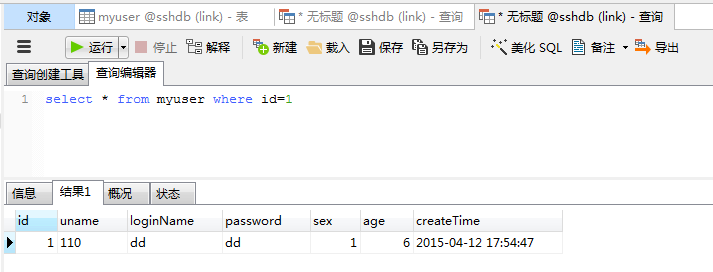 对象 myuser @sshdb (link) - 表 * 无标题 @sshdb (link) - 查询 * 无标题 @sshdb (link) - 查询
运行 停止 解释 新建 载入 保存 另存为 美化 SQL 备注 导出
查询创建工具 查询编辑器
1 select * from myuser where id=1
信息 结果1 概况 状态
id uname loginName password sex age createTime
1 110 dd dd 1 6 2015-04-12 17:54:47